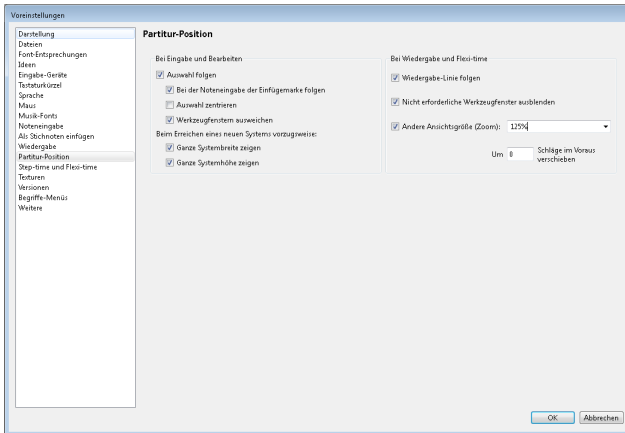 Voreinstellungen
Darstellung
Dateien
Font-Entsprechungen
Ideen
Eingabe-Geräte
Tastaturkürzel
Sprache
Maus
Musik-Fonts
Noteneingabe
Als Stichnoten einfügen
Wiedergabe
Partitur-Position
Step-time und Flexi-time
Texturen
Versionen
Begriffe-Menüs
Weitere
Partitur-Position
Bei Eingabe und Bearbeiten
Auswahl folgen
Bei der Noteneingabe der Einfügemarke folgen
Auswahl zentrieren
Werkzeugfenstern ausweichen
Beim Erreichen eines neuen Systems vorzugsweise:
Ganze Systembreite zeigen
Ganze Systemhöhe zeigen
Bei Wiedergabe und Flexi-time
Wiedergabe-Linie folgen
Nicht erforderliche Werkzeugfenster ausblenden
Andere Ansichtsgröße (Zoom): 125%
Um 0 Schläge im Voraus
verschieben
OK Abbrechen